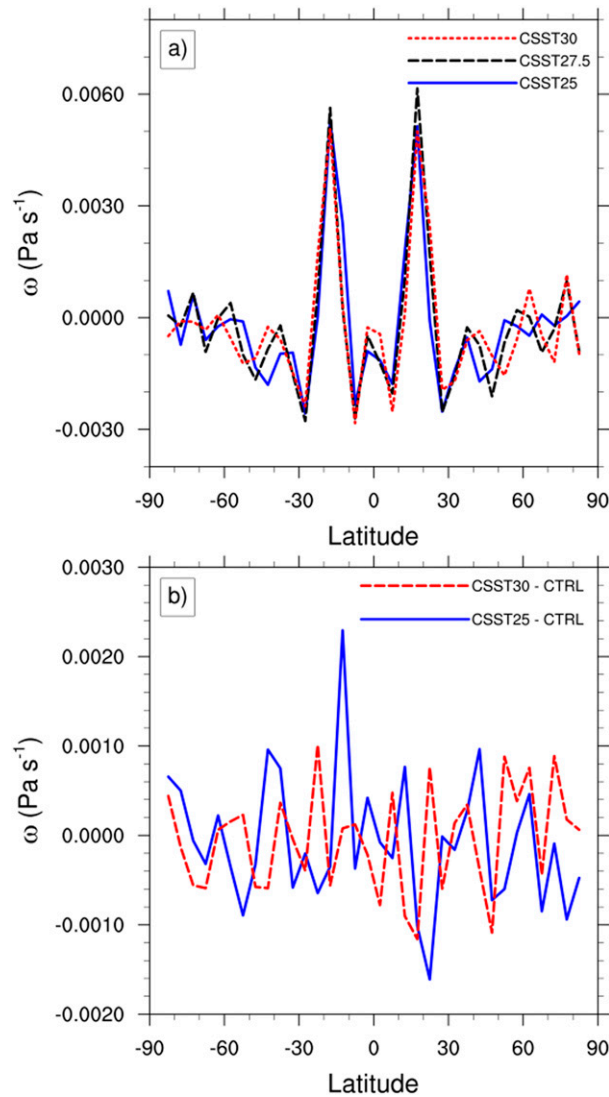 a)
CSST30
CSST27.5
CSST25
0.0060
0.0030
0.0000
-0.0030
ω (Pa s⁻¹)
-90 -60 -30 0 30 60 90
Latitude
b)
CSST30 - CTRL
CSST25 - CTRL
0.0030
0.0020
0.0010
0.0000
-0.0010
-0.0020
ω (Pa s⁻¹)
-90 -60 -30 0 30 60 90
Latitude